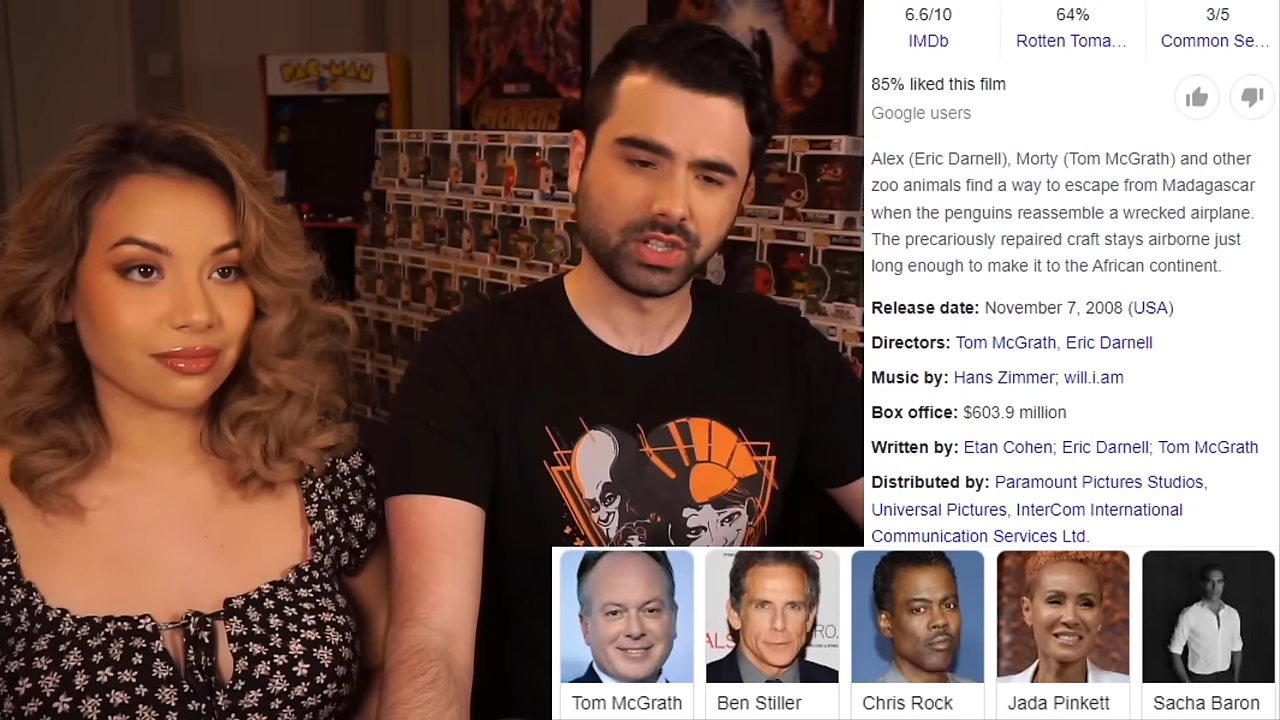 PAC-MAN
AVENGERS
6.6/10
64%
3/5
IMDb
Rotten Toma...
Common Se...
85% liked this film
Google users
Alex (Eric Darnell), Morty (Tom McGrath) and other
zoo animals find a way to escape from Madagascar
when the penguins reassemble a wrecked airplane.
The precariously repaired craft stays airborne just
long enough to make it to the African continent.
Release date: November 7, 2008 (USA)
Directors: Tom McGrath, Eric Darnell
Music by: Hans Zimmer; will.i.am
Box office: $603.9 million
Written by: Etan Cohen; Eric Darnell; Tom McGrath
Distributed by: Paramount Pictures Studios,
Universal Pictures, InterCom International
Communication Services Ltd.
Tom McGrath
Ben Stiller
Chris Rock
Jada Pinkett
Sacha Baron